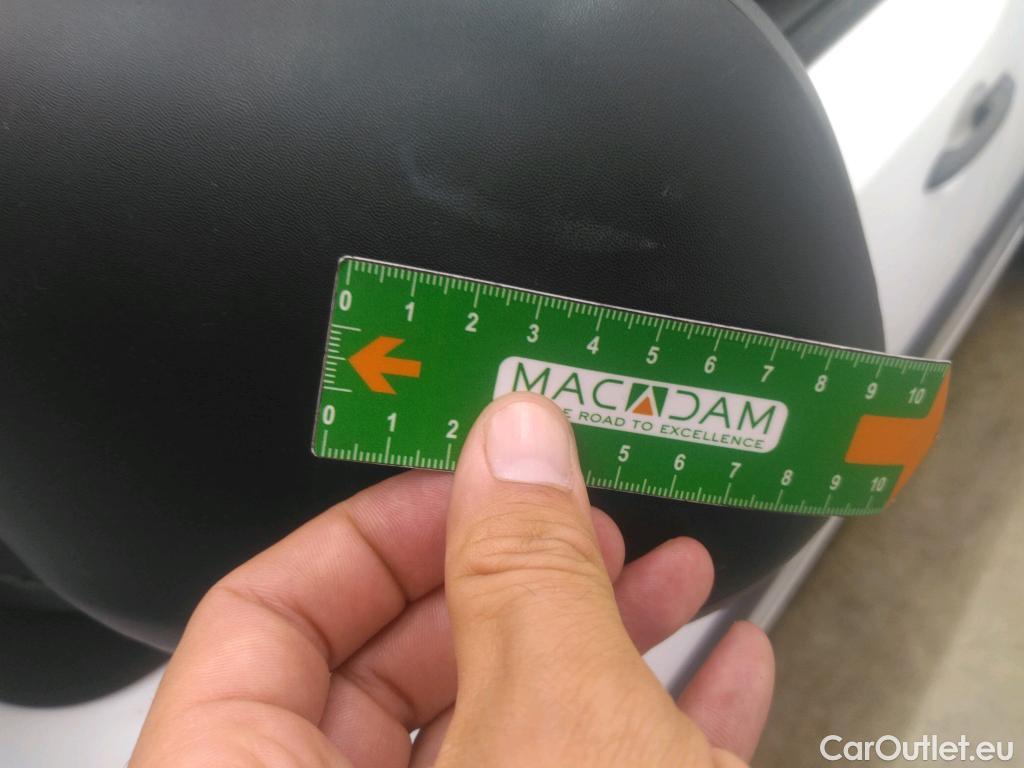 0 1 2 3 4 5 6 7 8 9 10
MACADAM
E ROAD TO EXCELLENCE
0 1 2 5 6 7 8 9 10
CarOutlet.eu